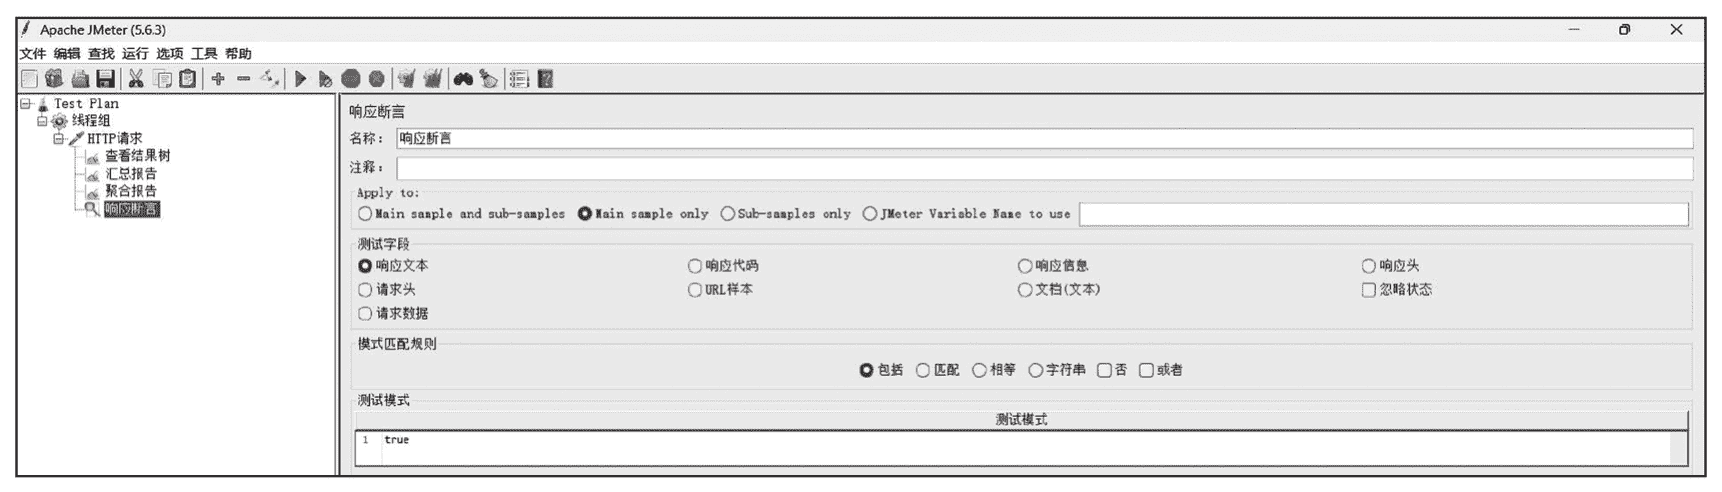 Apache JMeter (5.6.3)
文件 编辑 查找 运行 选项 工具 帮助
Test Plan
线程组
HTTP请求
查看结果树
汇总报告
聚合报告
响应断言
响应断言
名称: 响应断言
注释:
Apply to:
Main sample and sub-samples Main sample only Sub-samples only JMeter Variable Name to use
测试字段
响应文本 响应代码 响应信息 响应头
请求头 URL样本 文档(文本) 忽略状态
请求数据
模式匹配规则
包括 匹配 相等 字符串 否 或者
测试模式
测试模式
1 true